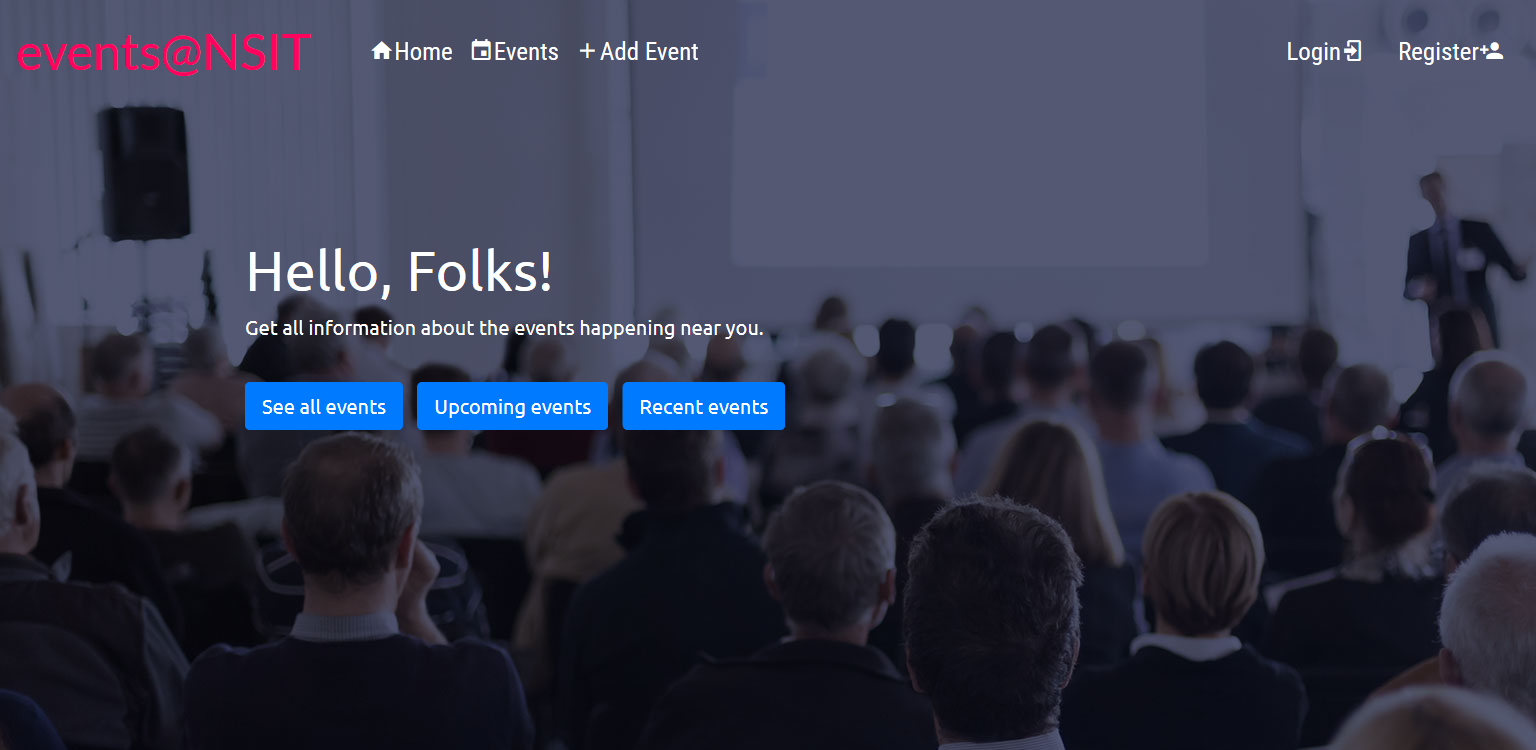 events@NSIT Home Events Add Event Login Register
Hello, Folks!
Get all information about the events happening near you.
See all events Upcoming events Recent events